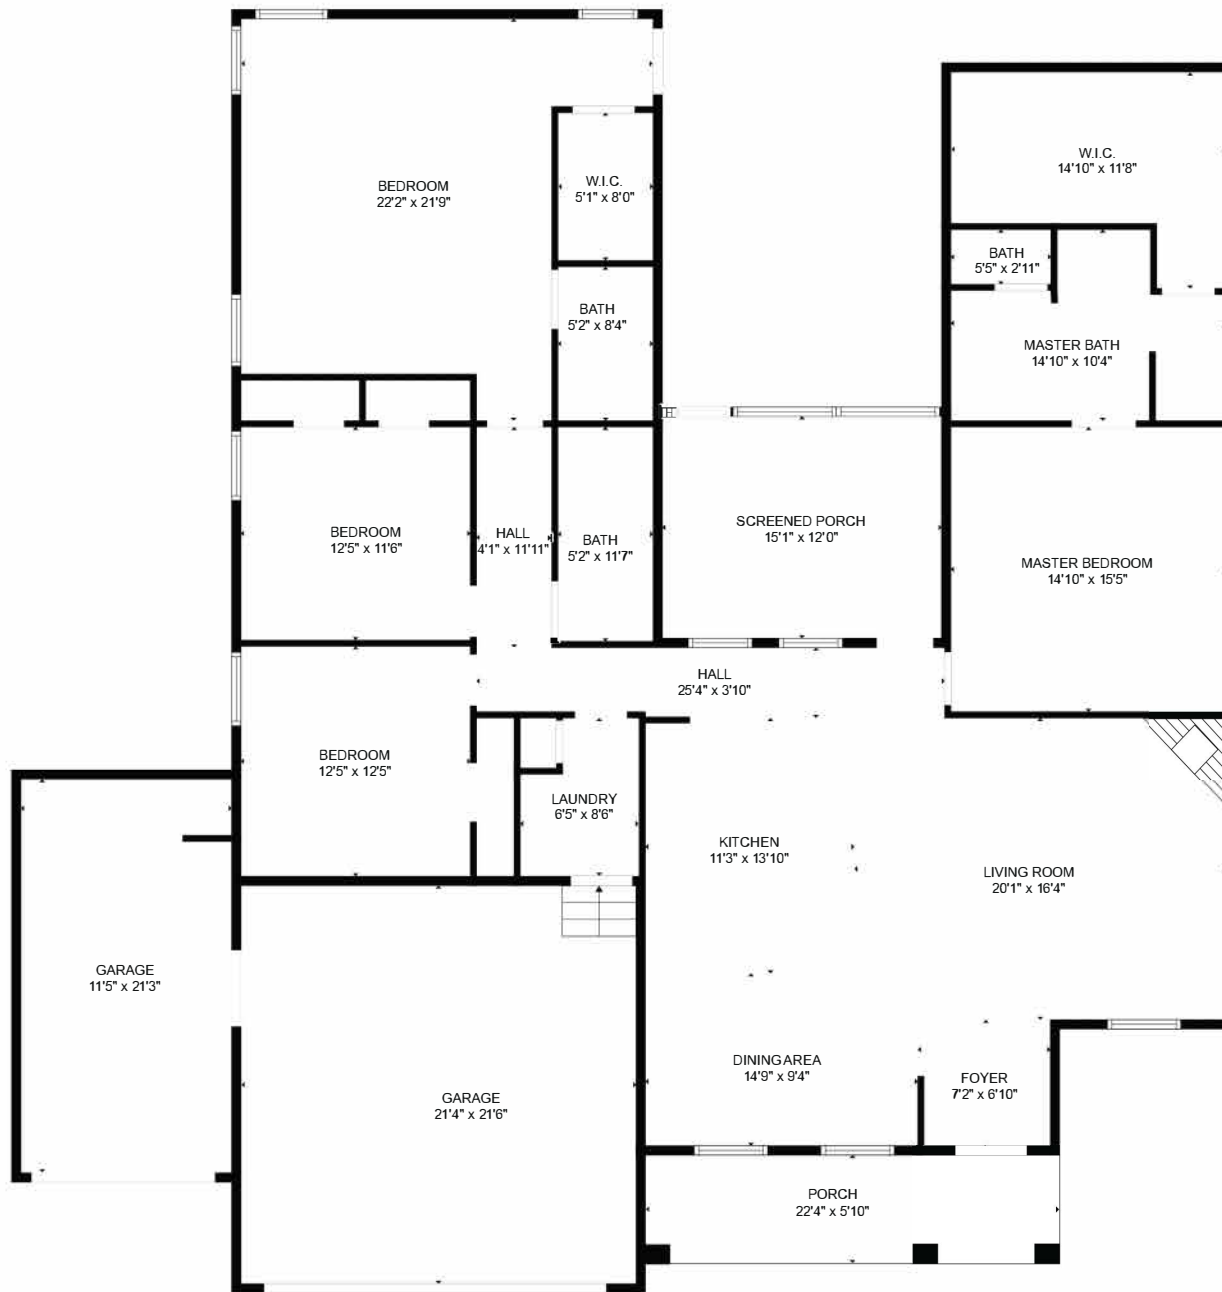 W.I.C.
14'10" x 11'8"
BEDROOM
22'2" x 21'9"
W.I.C.
5'1" x 8'0"
BATH
5'5" x 2'11"
BATH
5'2" x 8'4"
MASTER BATH
14'10" x 10'4"
BEDROOM
12'5" x 11'6"
HALL
4'1" x 11'11"
BATH
5'2" x 11'7"
SCREENED PORCH
15'1" x 12'0"
MASTER BEDROOM
14'10" x 15'5"
HALL
25'4" x 3'10"
BEDROOM
12'5" x 12'5"
LAUNDRY
6'5" x 8'6"
KITCHEN
11'3" x 13'10"
LIVING ROOM
20'1" x 16'4"
GARAGE
11'5" x 21'3"
DINING AREA
14'9" x 9'4"
FOYER
7'2" x 6'10"
GARAGE
21'4" x 21'6"
PORCH
22'4" x 5'10"